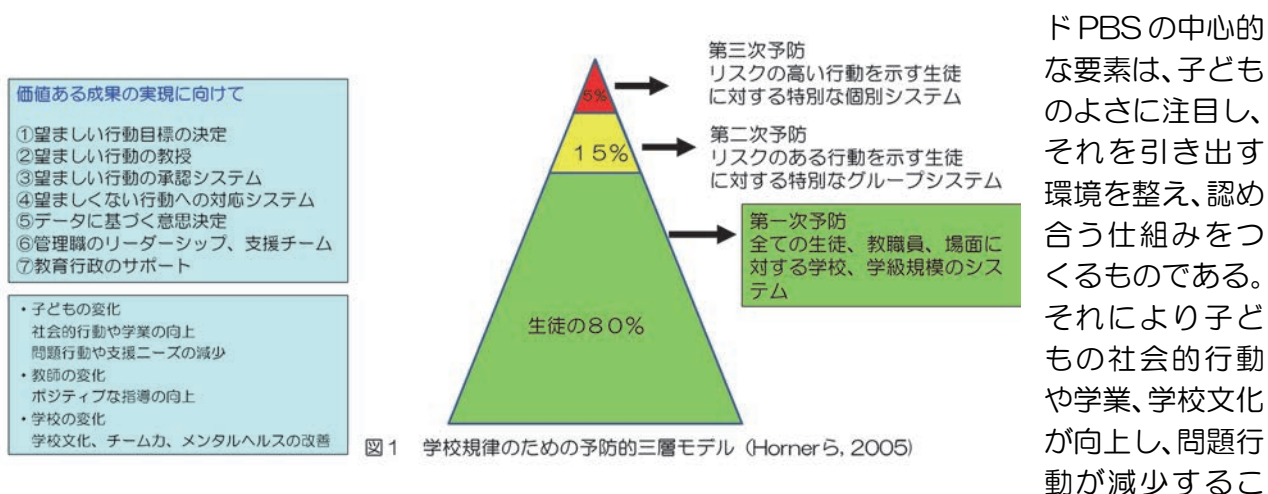 価値ある成果の実現に向けて
①望ましい行動目標の決定
②望ましい行動の教授
③望ましい行動の承認システム
④望ましくない行動への対応システム
⑤データに基づく意思決定
⑥管理職のリーダーシップ、支援チーム
⑦教育行政のサポート
・子どもの変化
社会的行動や学業の向上
問題行動や支援ニーズの減少
・教師の変化
ポジティブな指導の向上
・学校の変化
学校文化、チーム力、メンタルヘルスの改善
5%
15%
生徒の80%
第三次予防
リスクの高い行動を示す生徒
に対する特別な個別システム
第二次予防
リスクのある行動を示す生徒
に対する特別なグループシステム
第一次予防
全ての生徒、教職員、場面に
対する学校、学級規模のシス
テム
図1 学校規律のための予防的三層モデル(Hornerら, 2005)
ドPBSの中心的
な要素は、子ども
のよさに注目し、
それを引き出す
環境を整え、認め
合う仕組みをつ
くるものである。
それにより子ど
もの社会的行動
や学業、学校文化
が向上し、問題行
動が減少するこ